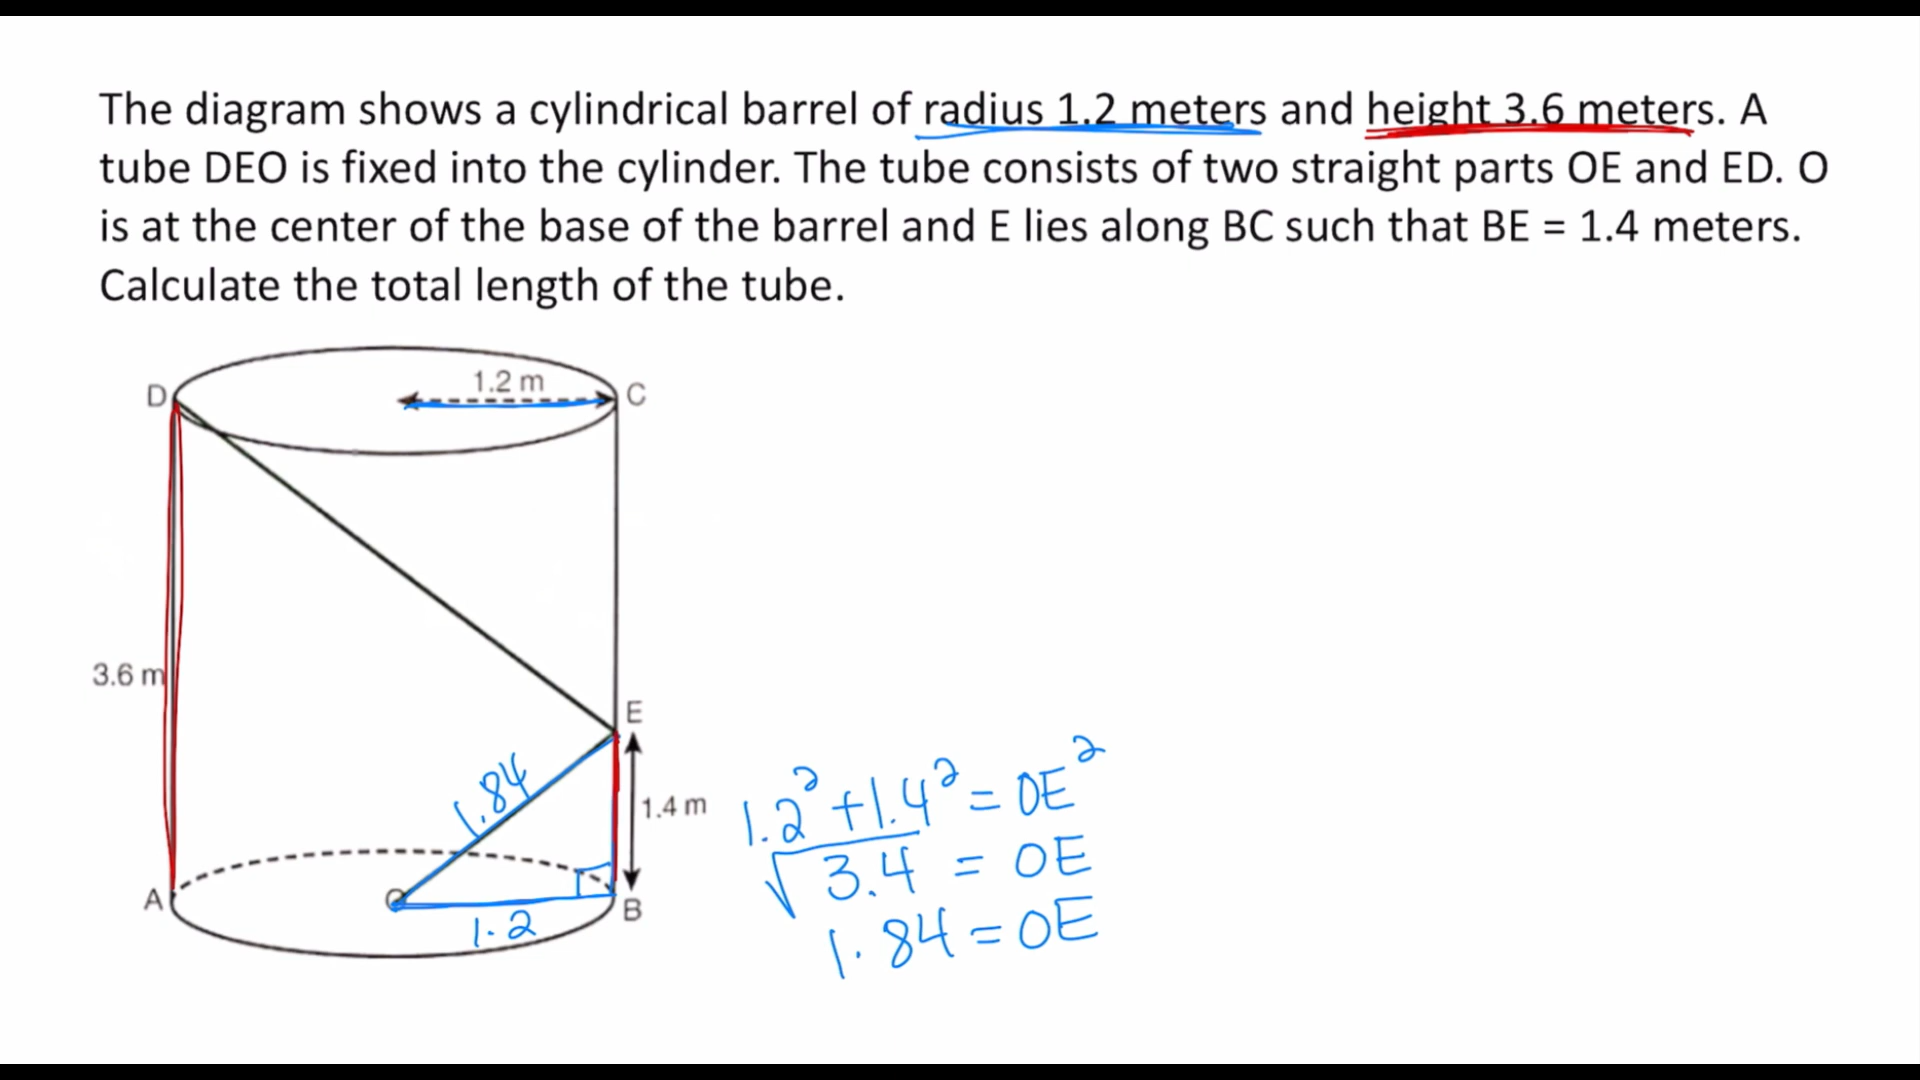 The diagram shows a cylindrical barrel of radius 1.2 meters and height 3.6 meters. A
tube DEO is fixed into the cylinder. The tube consists of two straight parts OE and ED. O
is at the center of the base of the barrel and E lies along BC such that BE = 1.4 meters.
Calculate the total length of the tube.
D
1.2 m
C
3.6 m
E
1.84
1.4 m
1.2² + 1.4² = OE²
√3.4 = OE
1.84 = OE
A
O
B
1.2